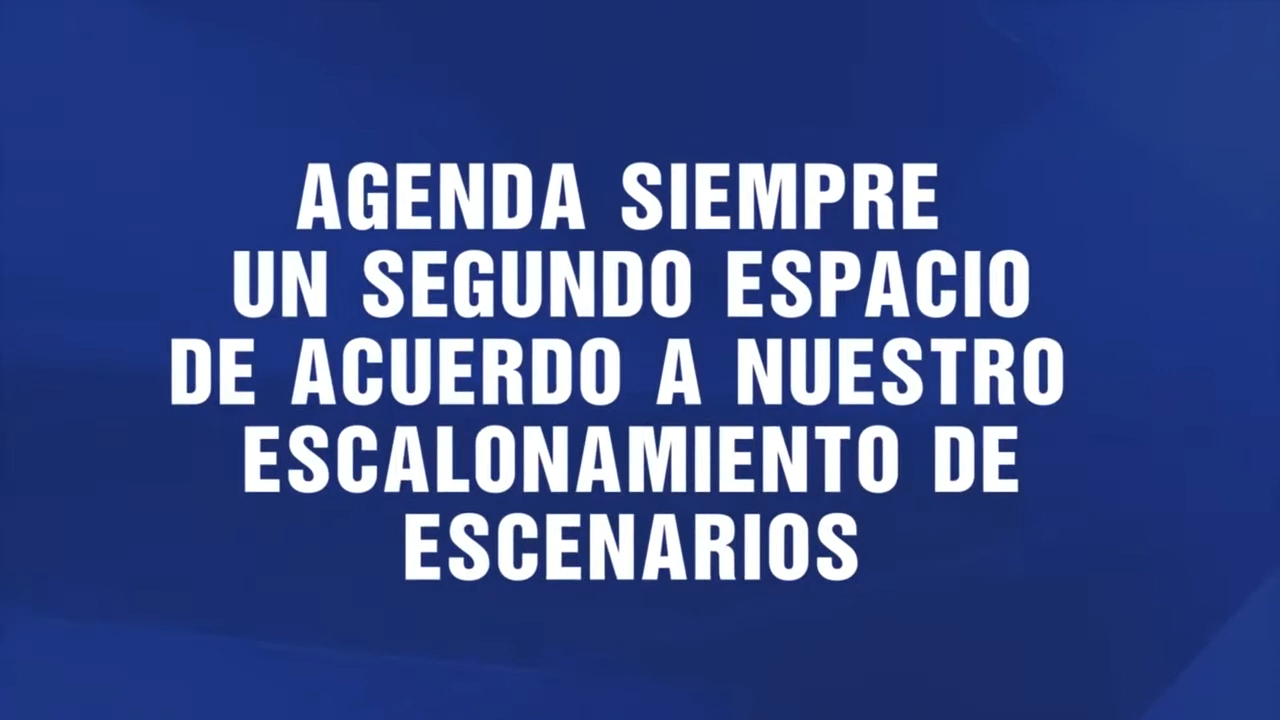 AGENDA SIEMPRE
UN SEGUNDO ESPACIO
DE ACUERDO A NUESTRO
ESCALONAMIENTO DE
ESCENARIOS